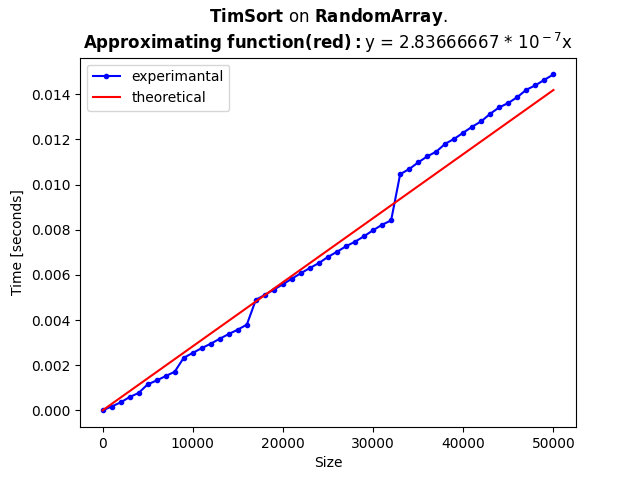 TimSort on RandomArray.
Approximating function(red): y = 2.83666667 * 10⁻⁷x
experimantal
theoretical
0.014
0.012
0.010
0.008
0.006
0.004
0.002
0.000
Time [seconds]
0 10000 20000 30000 40000 50000
Size